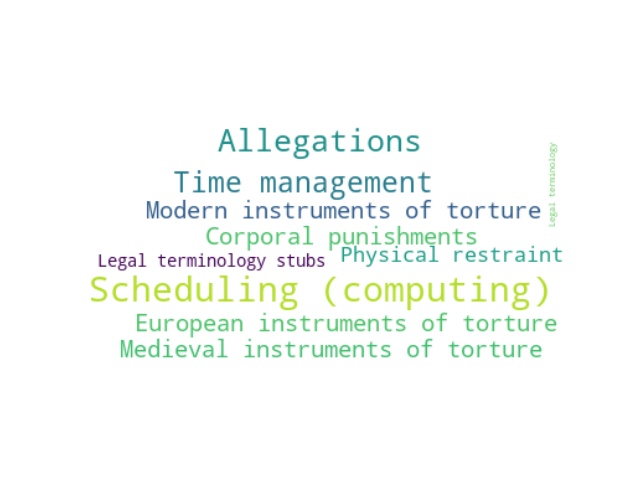 Allegations
Time management
Legal terminology
Modern instruments of torture
Corporal punishments
Physical restraint
Legal terminology stubs
Scheduling (computing)
European instruments of torture
Medieval instruments of torture